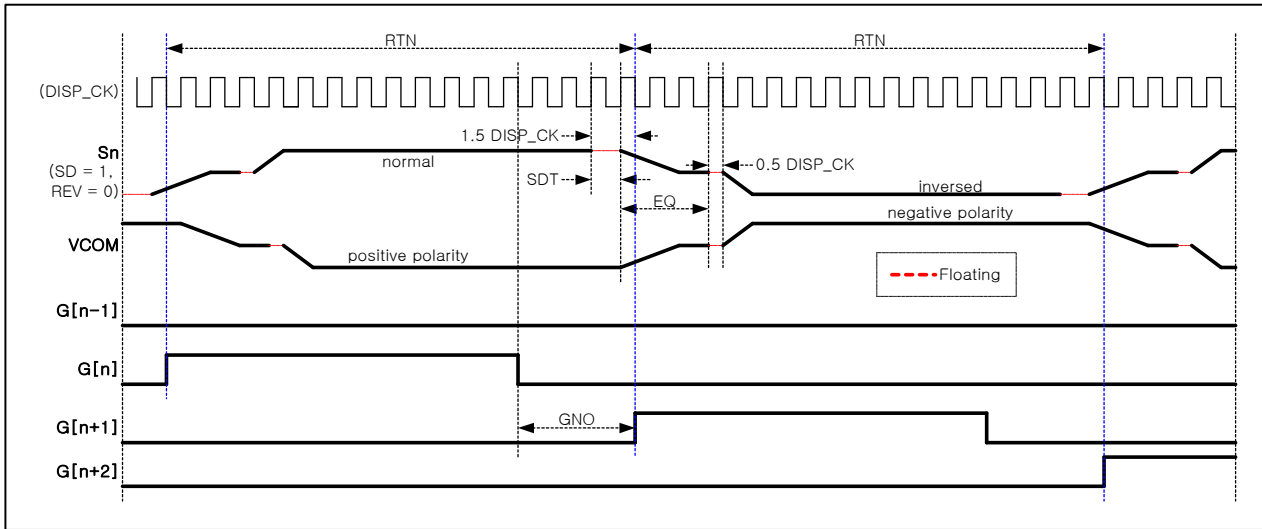 RTN
RTN
(DISP_CK)
1.5 DISP_CK
Sn
(SD = 1,
REV = 0)
normal
0.5 DISP_CK
SDT
EQ
inversed
negative polarity
VCOM
positive polarity
Floating
G[n-1]
G[n]
GNO
G[n+1]
G[n+2]